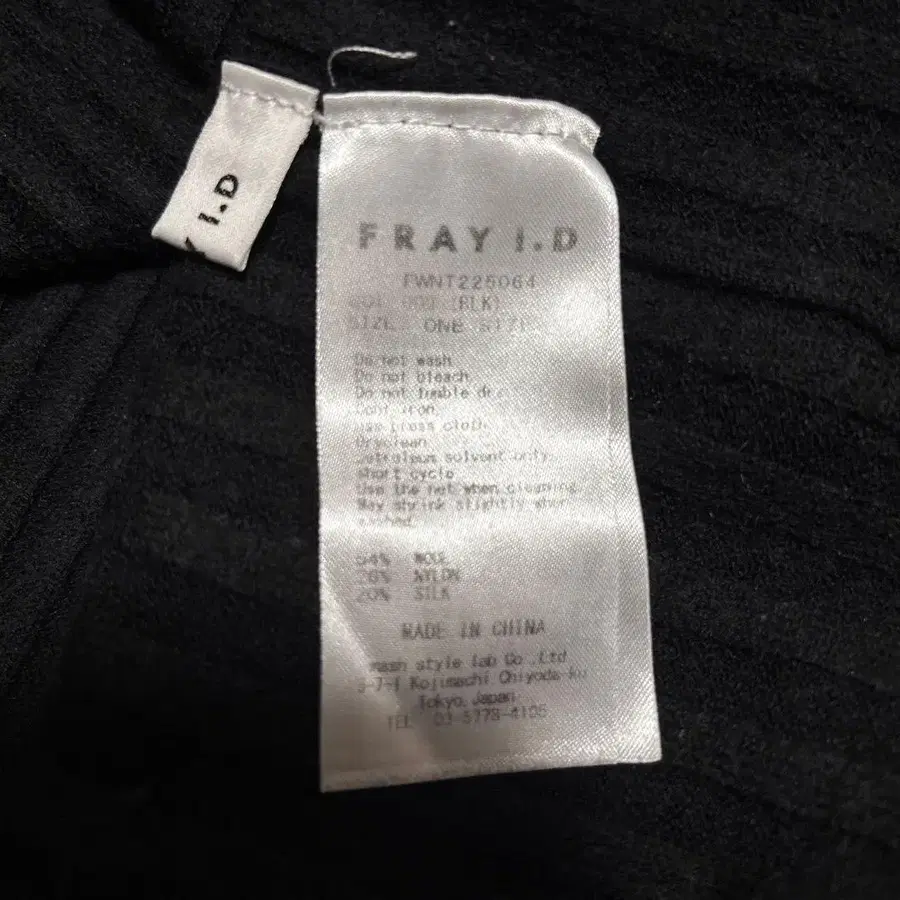 Y I.D
FRAY I.D
FWNT225064
COL 009 (BLK)
SIZE ONE SIZE
Do not wash
Do not bleach
Do not tumble dry
iron.
Use press cloth.
Dryclean
Petroleum solvent only.
short cycle
Use the net when cleaning.
May shrink slightly when
washed.
54% WOOL
26% NYLON
20% SILK
MADE IN CHINA
mash style lab Co.,Ltd
5-7-1 Kojimachi Chiyoda-ku
Tokyo, Japan
TEL 03-5778-4105